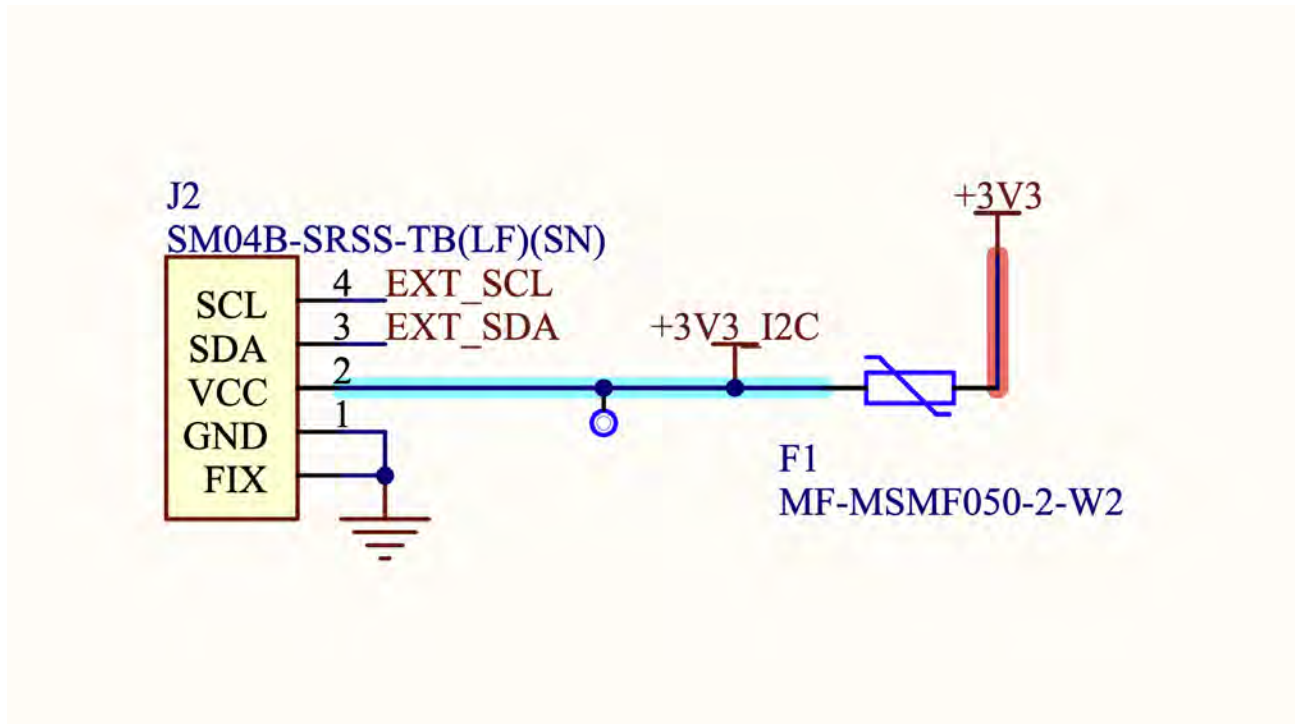 J2
SM04B-SRSS-TB(LF)(SN)
+3V3
SCL 4 EXT_SCL
SDA 3 EXT_SDA
+3V3_I2C
VCC 2
GND 1
FIX
F1
MF-MSMF050-2-W2